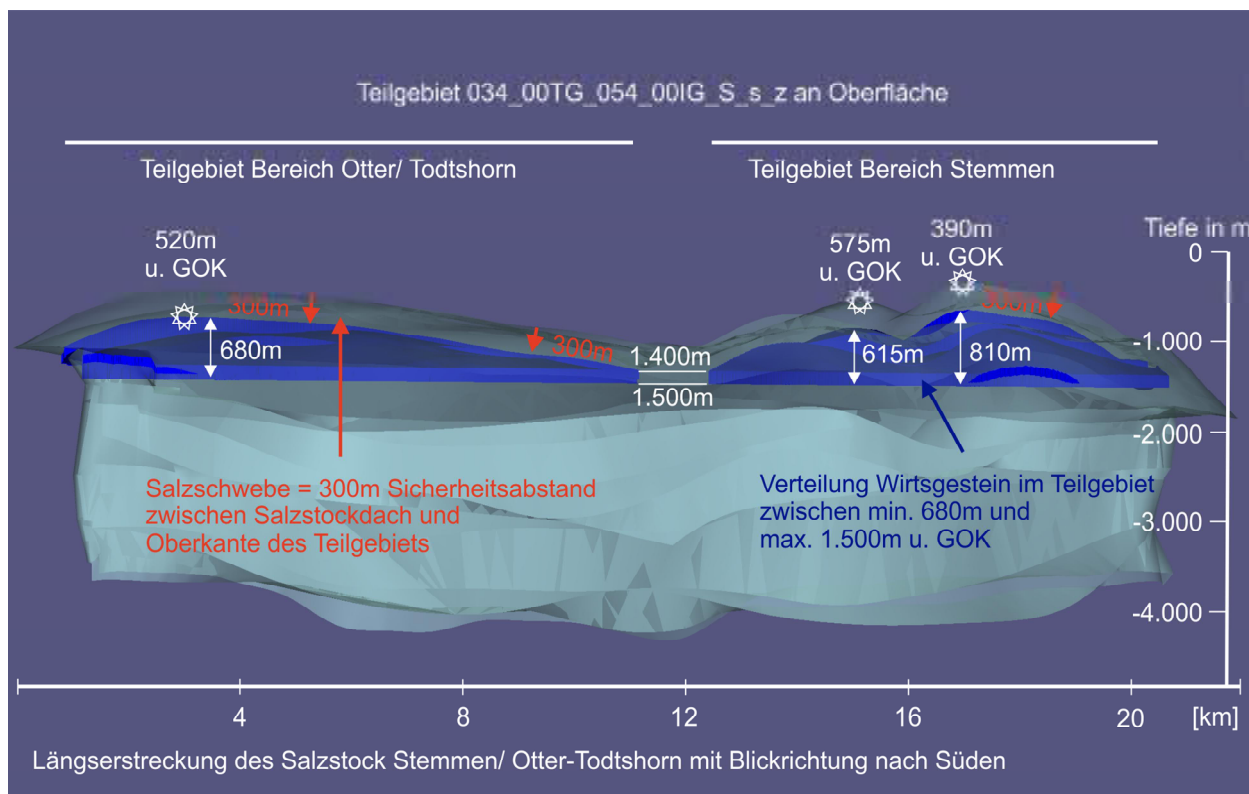 Teilgebiet 034_00TG_054_00IG_S_s_z an Oberfläche
Teilgebiet Bereich Otter/ Todtshorn
Teilgebiet Bereich Stemmen
520m
u. GOK
575m
u. GOK
390m
u. GOK
Tiefe in m
0
300m
300m
300m
680m
615m
810m
1.400m
1.500m
-1.000
-2.000
-3.000
-4.000
Salzschwebe = 300m Sicherheitsabstand
zwischen Salzstockdach und
Oberkante des Teilgebiets
Verteilung Wirtsgestein im Teilgebiet
zwischen min. 680m und
max. 1.500m u. GOK
4 8 12 16 20 [km]
Längserstreckung des Salzstock Stemmen/ Otter-Todtshorn mit Blickrichtung nach Süden